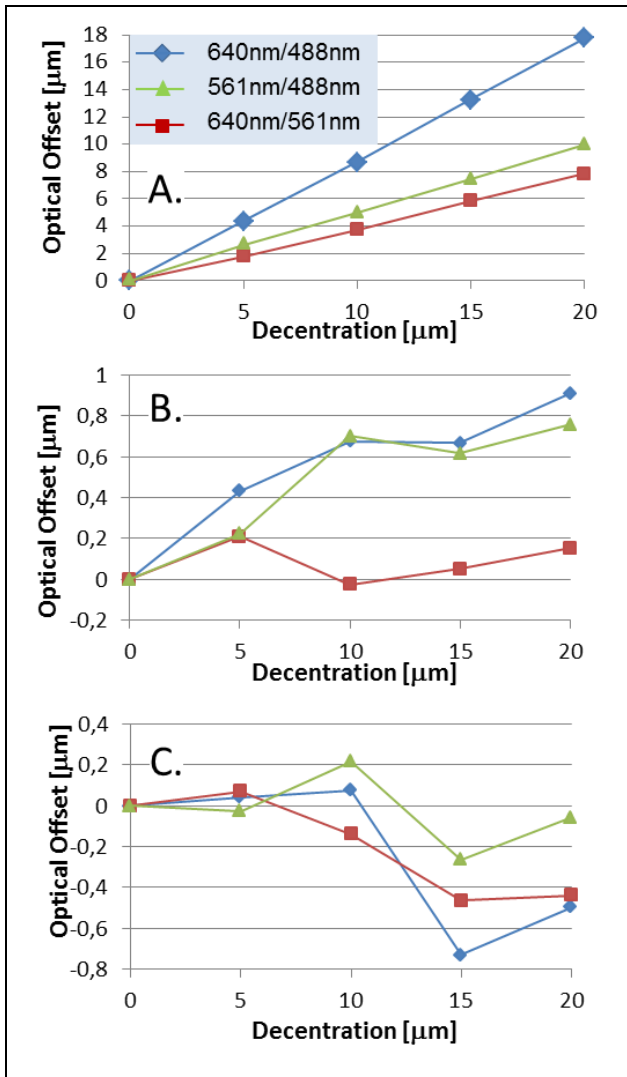 18
16
14
12
10
8
6
4
2
0
Optical Offset [μm]
640nm/488nm
561nm/488nm
640nm/561nm
A.
0 5 10 15 20
Decentration [μm]
1
0,8
0,6
0,4
0,2
0
-0,2
Optical Offset [μm]
B.
0 5 10 15 20
Decentration [μm]
0,4
0,2
0
-0,2
-0,4
-0,6
-0,8
Optical Offset [μm]
C.
0 5 10 15 20
Decentration [μm]